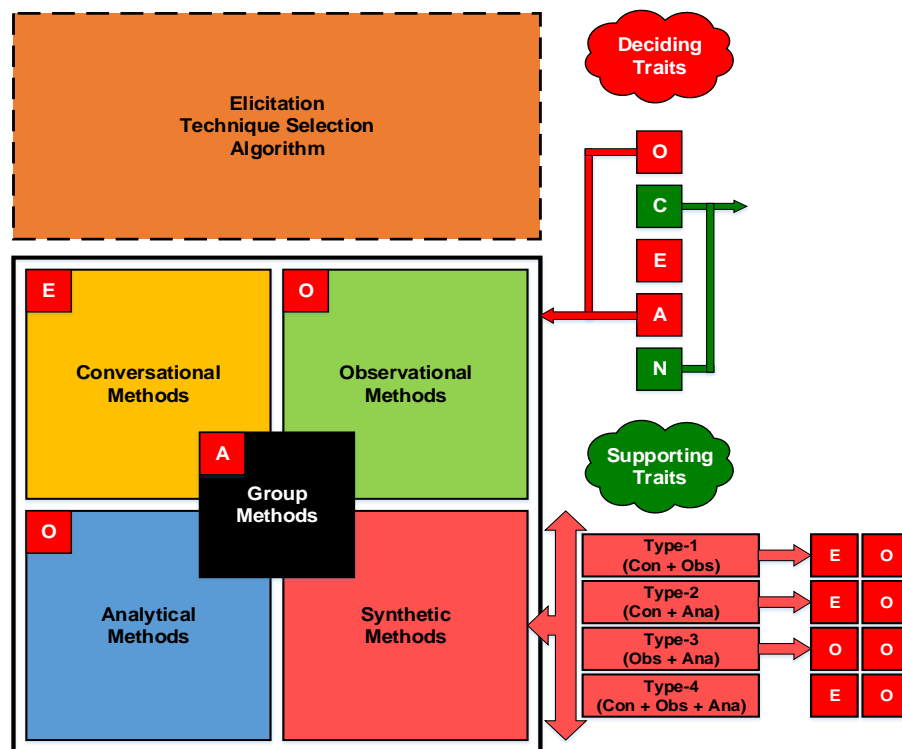 Elicitation
Technique Selection
Algorithm
Deciding
Traits
O
C
E
A
N
E
Conversational
Methods
O
Observational
Methods
A
Group
Methods
O
Analytical
Methods
Synthetic
Methods
Supporting
Traits
Type-1
(Con + Obs)
E O
Type-2
(Con + Ana)
E O
Type-3
(Obs + Ana)
O O
Type-4
(Con + Obs + Ana)
E O